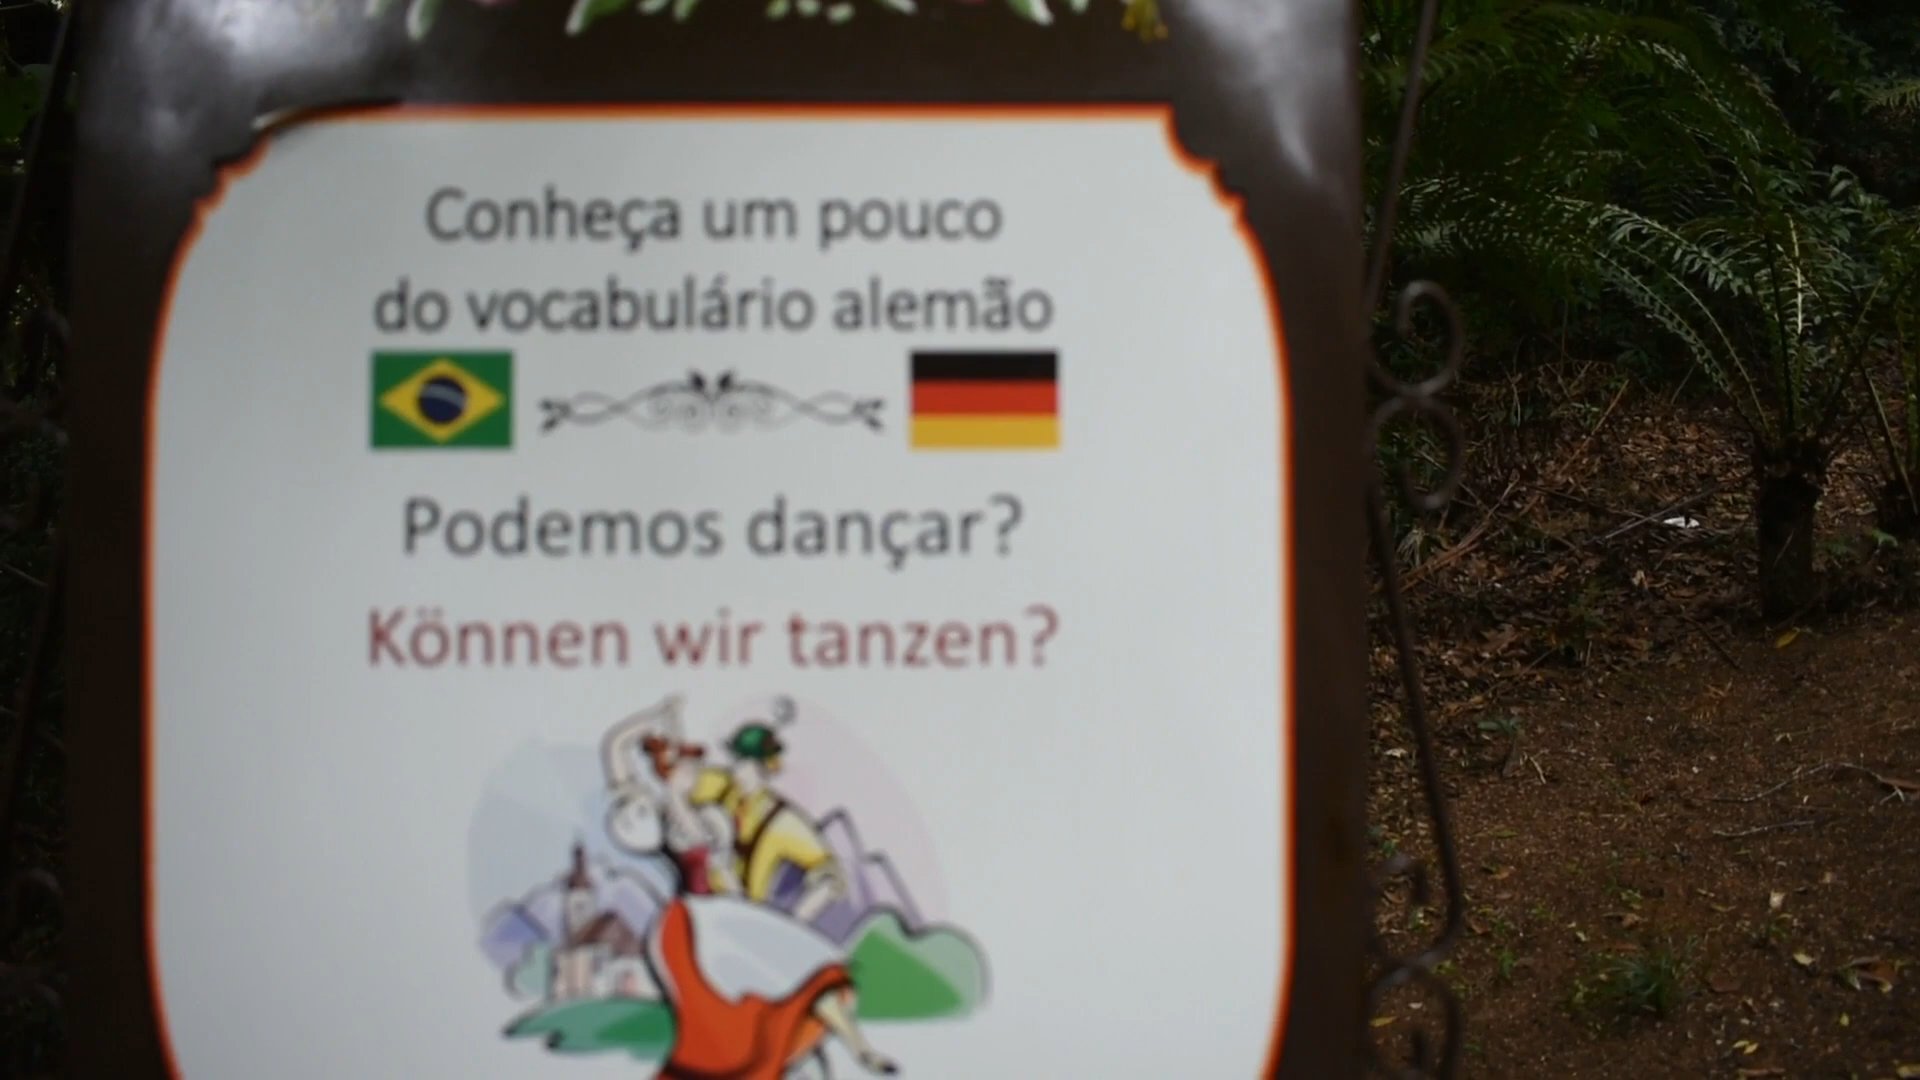 Conheça um pouco
do vocabulário alemão
Podemos dançar?
Können wir tanzen?